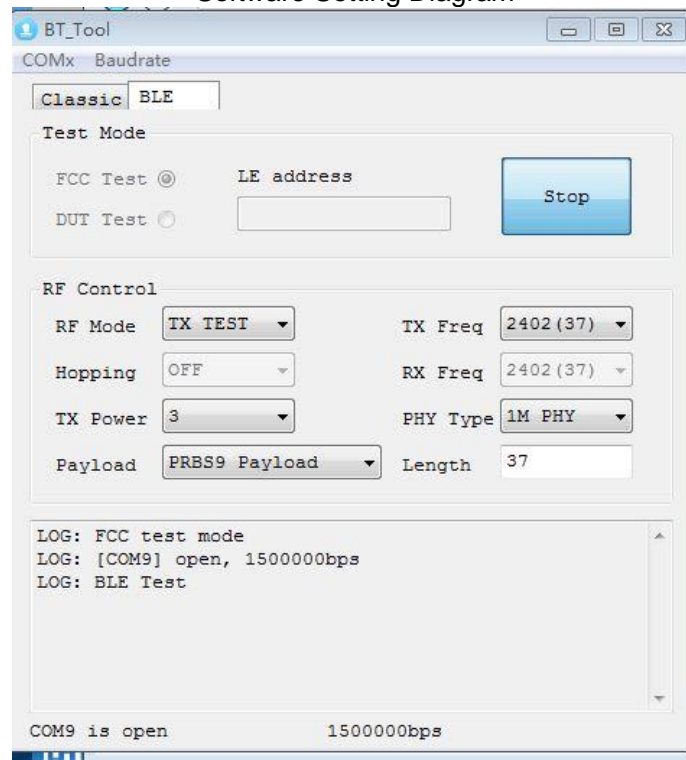 Software Setting Diagram
BT_Tool
COMx Baudrate
Classic BLE
Test Mode
FCC Test LE address
Stop
DUT Test
RF Control
RF Mode TX TEST TX Freq 2402(37)
Hopping OFF RX Freq 2402(37)
TX Power 3 PHY Type 1M PHY
Payload PRBS9 Payload Length 37
LOG: FCC test mode
LOG: [COM9] open, 1500000bps
LOG: BLE Test
COM9 is open 1500000bps